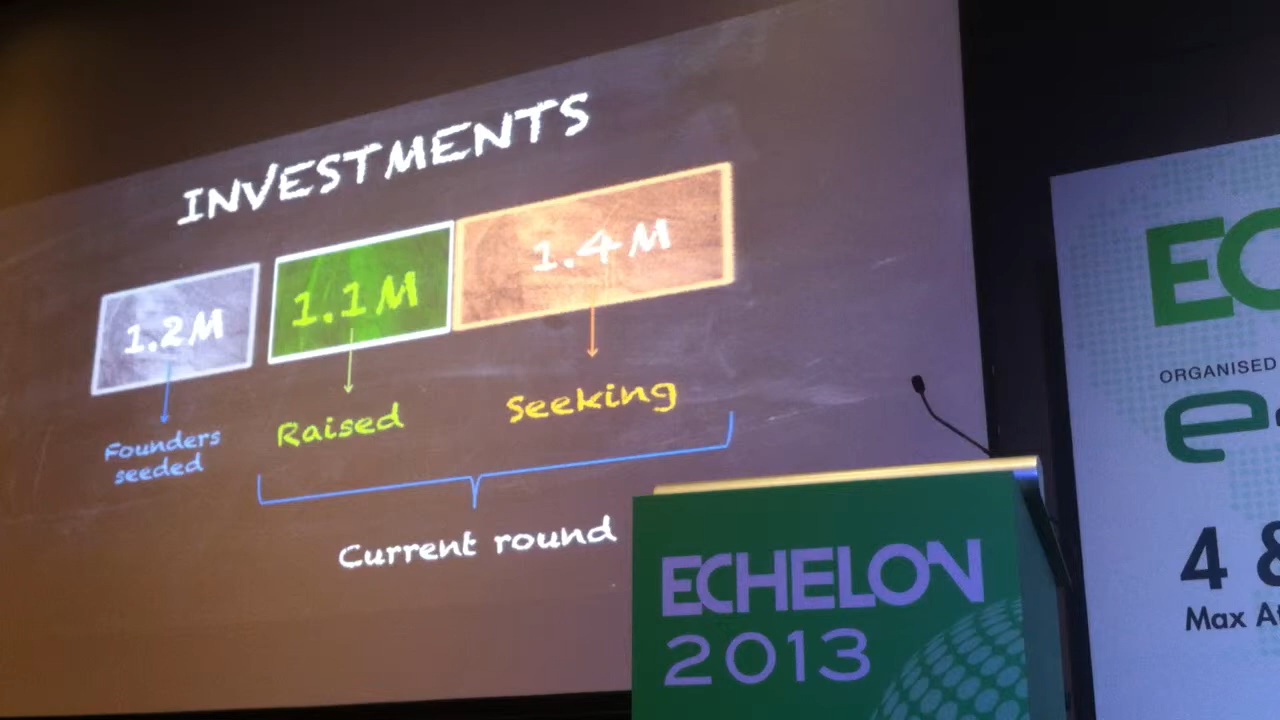 INVESTMENTS
1.2M
1.1M
1.4M
Founders
seeded
Raised
Seeking
Current round
ECHELON
2013
EC
ORGANISED
e
4 &
Max At